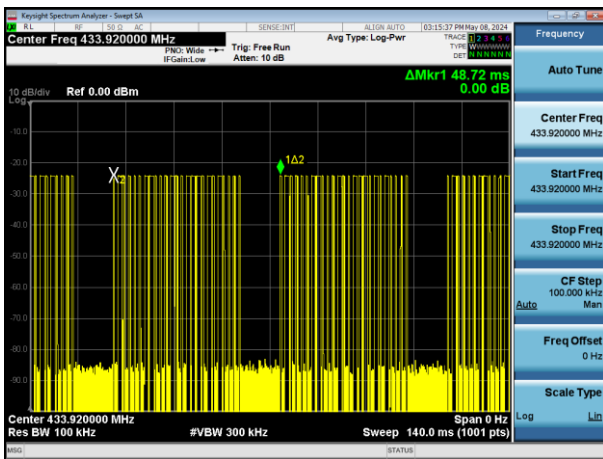 Keysight Spectrum Analyzer - Swept SA
RL RF 50 Ω AC SENSE:INT ALIGN AUTO 03:15:37 PM May 08, 2024
Center Freq 433.920000 MHz
PNO: Wide
IFGain:Low
Trig: Free Run
Atten: 10 dB
Avg Type: Log-Pwr
TRACE 1 2 3 4 5 6
TYPE WWWWWW
DET N N N N N N
ΔMkr1 48.72 ms
0.00 dB
10 dB/div Ref 0.00 dBm
Log
-10.0
-20.0
-30.0
-40.0
-50.0
-60.0
-70.0
-80.0
-90.0
X2
1Δ2
Center 433.920000 MHz Span 0 Hz
Res BW 100 kHz #VBW 300 kHz Sweep 140.0 ms (1001 pts)
MSG STATUS
Frequency
Auto Tune
Center Freq
433.920000 MHz
Start Freq
433.920000 MHz
Stop Freq
433.920000 MHz
CF Step
100.000 kHz
Auto Man
Freq Offset
0 Hz
Scale Type
Log Lin